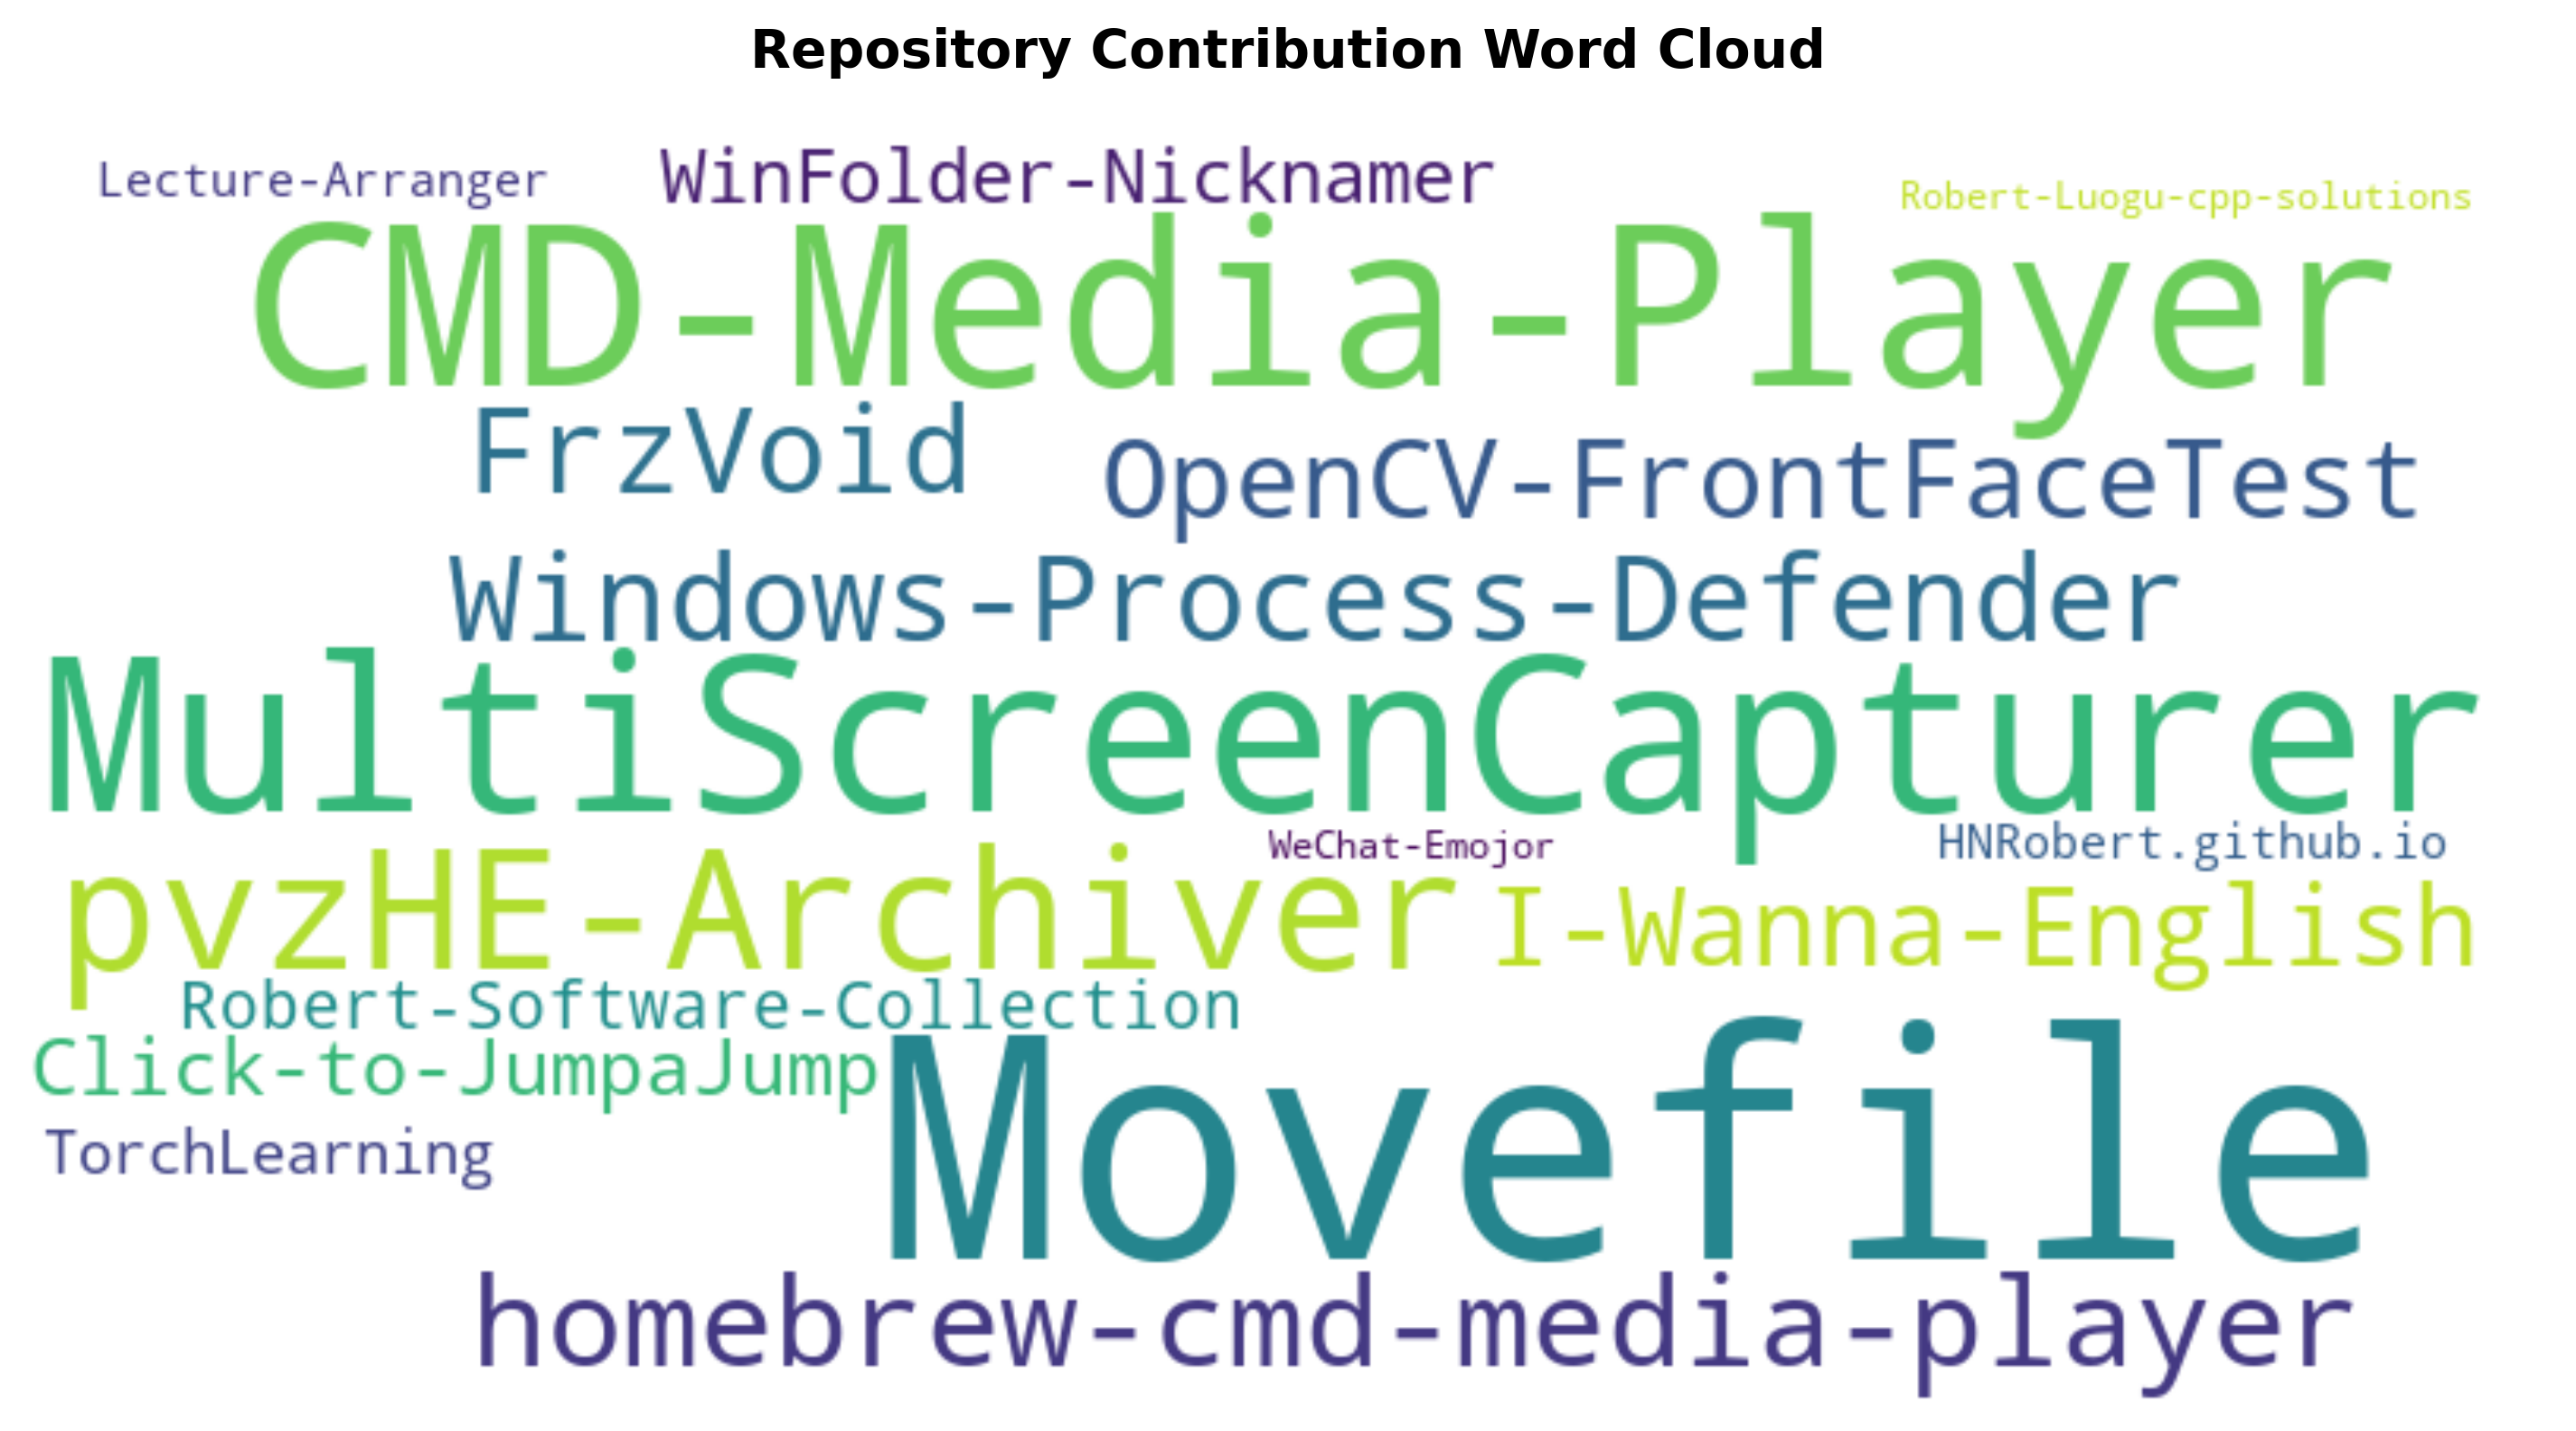 Repository Contribution Word Cloud
Lecture-Arranger
WinFolder-Nicknamer
Robert-Luogu-cpp-solutions
CMD-Media-Player
FrzVoid
OpenCV-FrontFaceTest
Windows-Process-Defender
MultiScreenCapturer
WeChat-Emojor
HNRobert.github.io
pvzHE-Archiver
I-Wanna-English
Robert-Software-Collection
Click-to-JumpaJump
Movefile
TorchLearning
homebrew-cmd-media-player